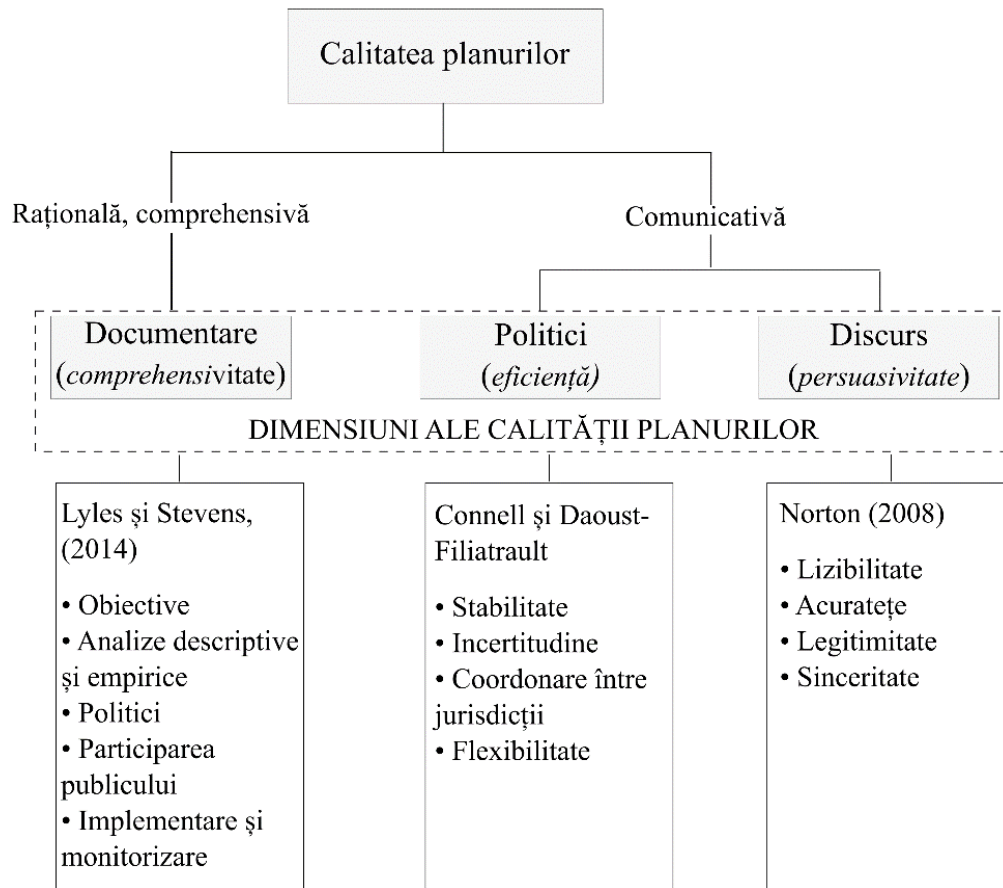 Calitatea planurilor
Rațională, comprehensivă
Comunicativă
Documentare
(comprehensivitate)
Politici
(eficiență)
Discurs
(persuasivitate)
DIMENSIUNI ALE CALITĂȚII PLANURILOR
Lyles și Stevens,
(2014)
• Obiective
• Analize descriptive
și empirice
• Politici
• Participarea
publicului
• Implementare și
monitorizare
Connell și Daoust-
Filiatrault
• Stabilitate
• Incertitudine
• Coordonare între
jurisdicții
• Flexibilitate
Norton (2008)
• Lizibilitate
• Acuratețe
• Legitimitate
• Sinceritate